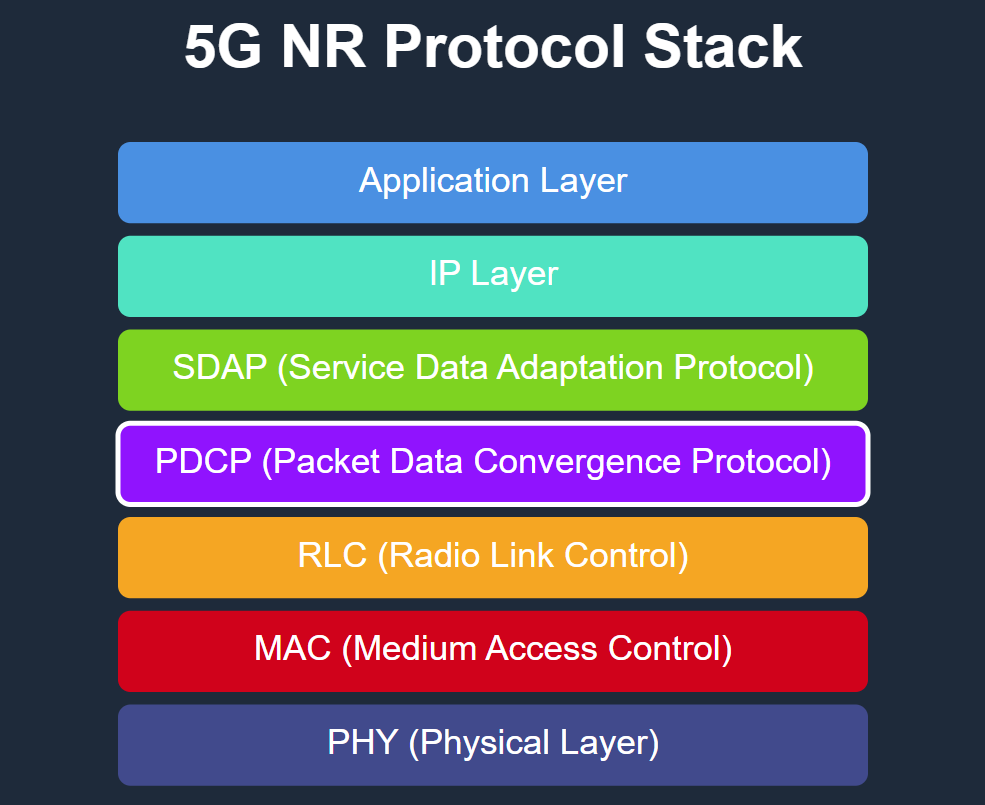 5G NR Protocol Stack
Application Layer
IP Layer
SDAP (Service Data Adaptation Protocol)
PDCP (Packet Data Convergence Protocol)
RLC (Radio Link Control)
MAC (Medium Access Control)
PHY (Physical Layer)